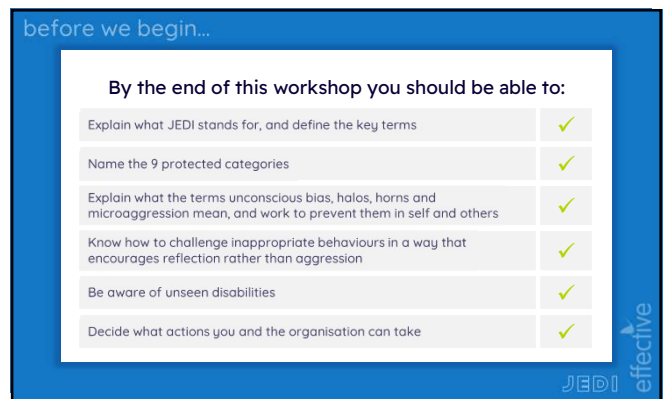 before we begin...
By the end of this workshop you should be able to:
Explain what JEDI stands for, and define the key terms
Name the 9 protected categories
Explain what the terms unconscious bias, halos, horns and
microaggression mean, and work to prevent them in self and others
Know how to challenge inappropriate behaviours in a way that
encourages reflection rather than aggression
Be aware of unseen disabilities
Decide what actions you and the organisation can take
effective
JEDI